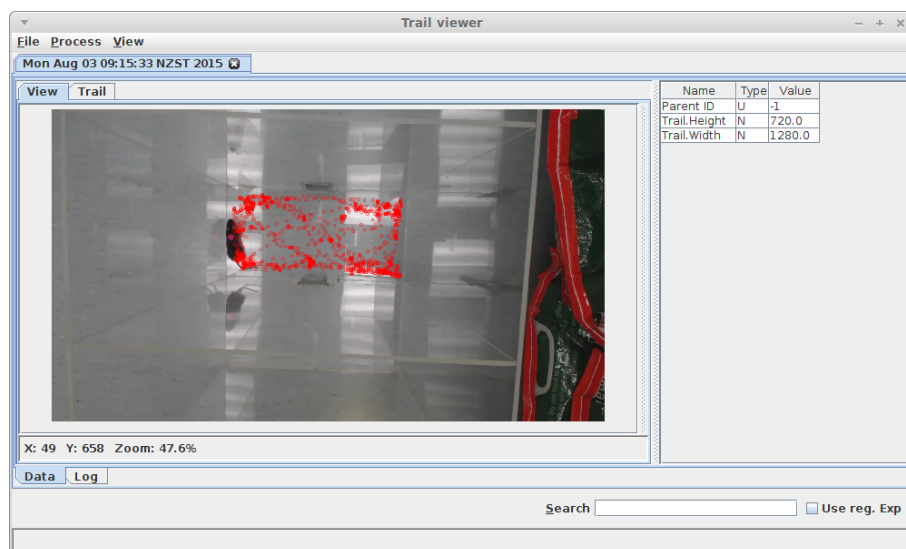 Trail viewer
File Process View
Mon Aug 03 09:15:33 NZST 2015
View Trail
Name Type Value
Parent ID U -1
Trail.Height N 720.0
Trail.Width N 1280.0
X: 49 Y: 658 Zoom: 47.6%
Data Log
Search Use reg. Exp